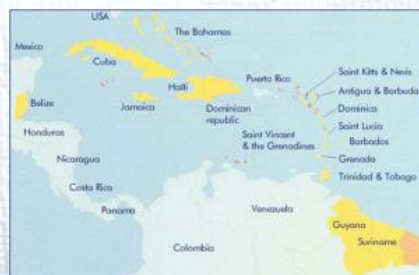 USA
The Bahamas
Mexico
Cuba
Puerto Rico
Saint Kitts & Nevis
Antigua & Barbuda
Haïti
Belize
Jamaica
Dominican
republic
Dominica
Saint Lucia
Honduras
Saint Vincent
& the Grenadines
Barbados
Nicaragua
Grenada
Costa Rica
Trinidad & Tobago
Panama
Venezuela
Guyana
Suriname
Colombia